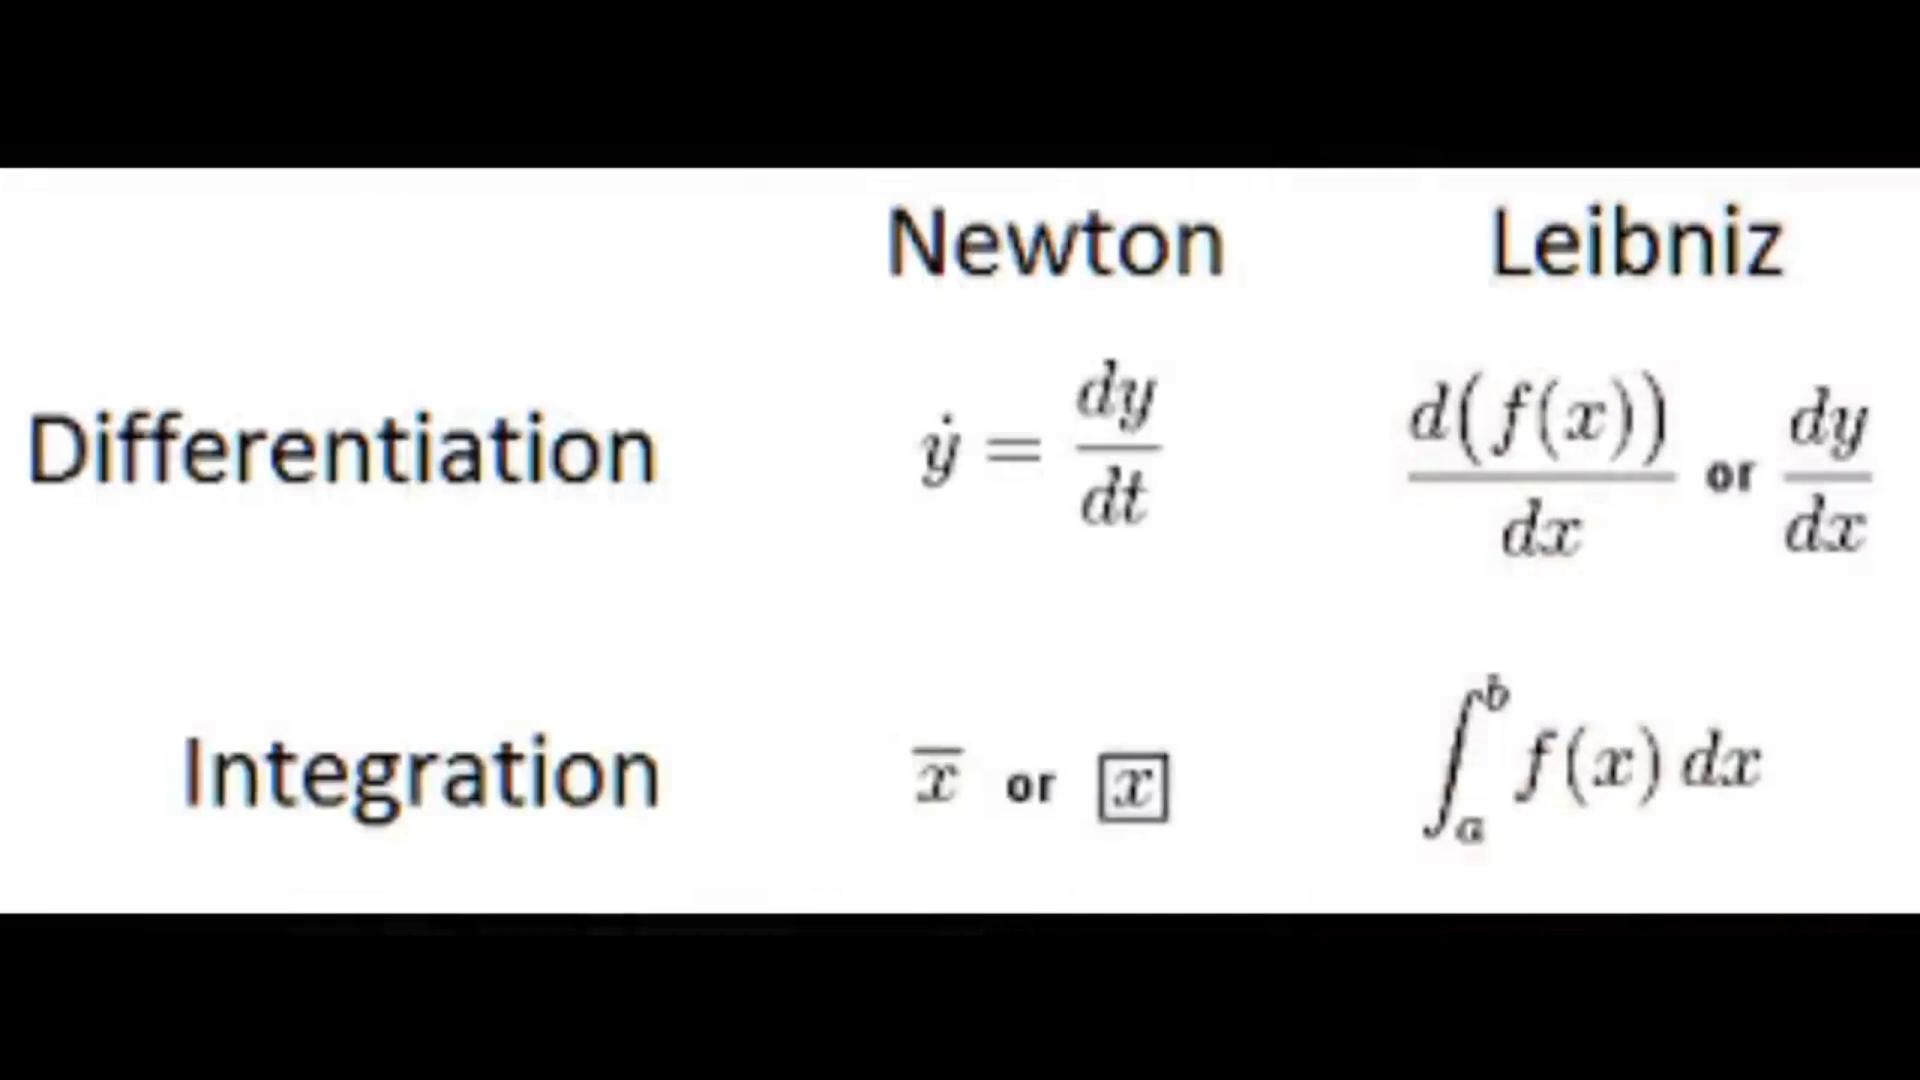 Newton Leibniz
Differentiation ẏ = dy/dt d(f(x))/dx or dy/dx
Integration x̅ or [x] ∫_a^b f(x) dx